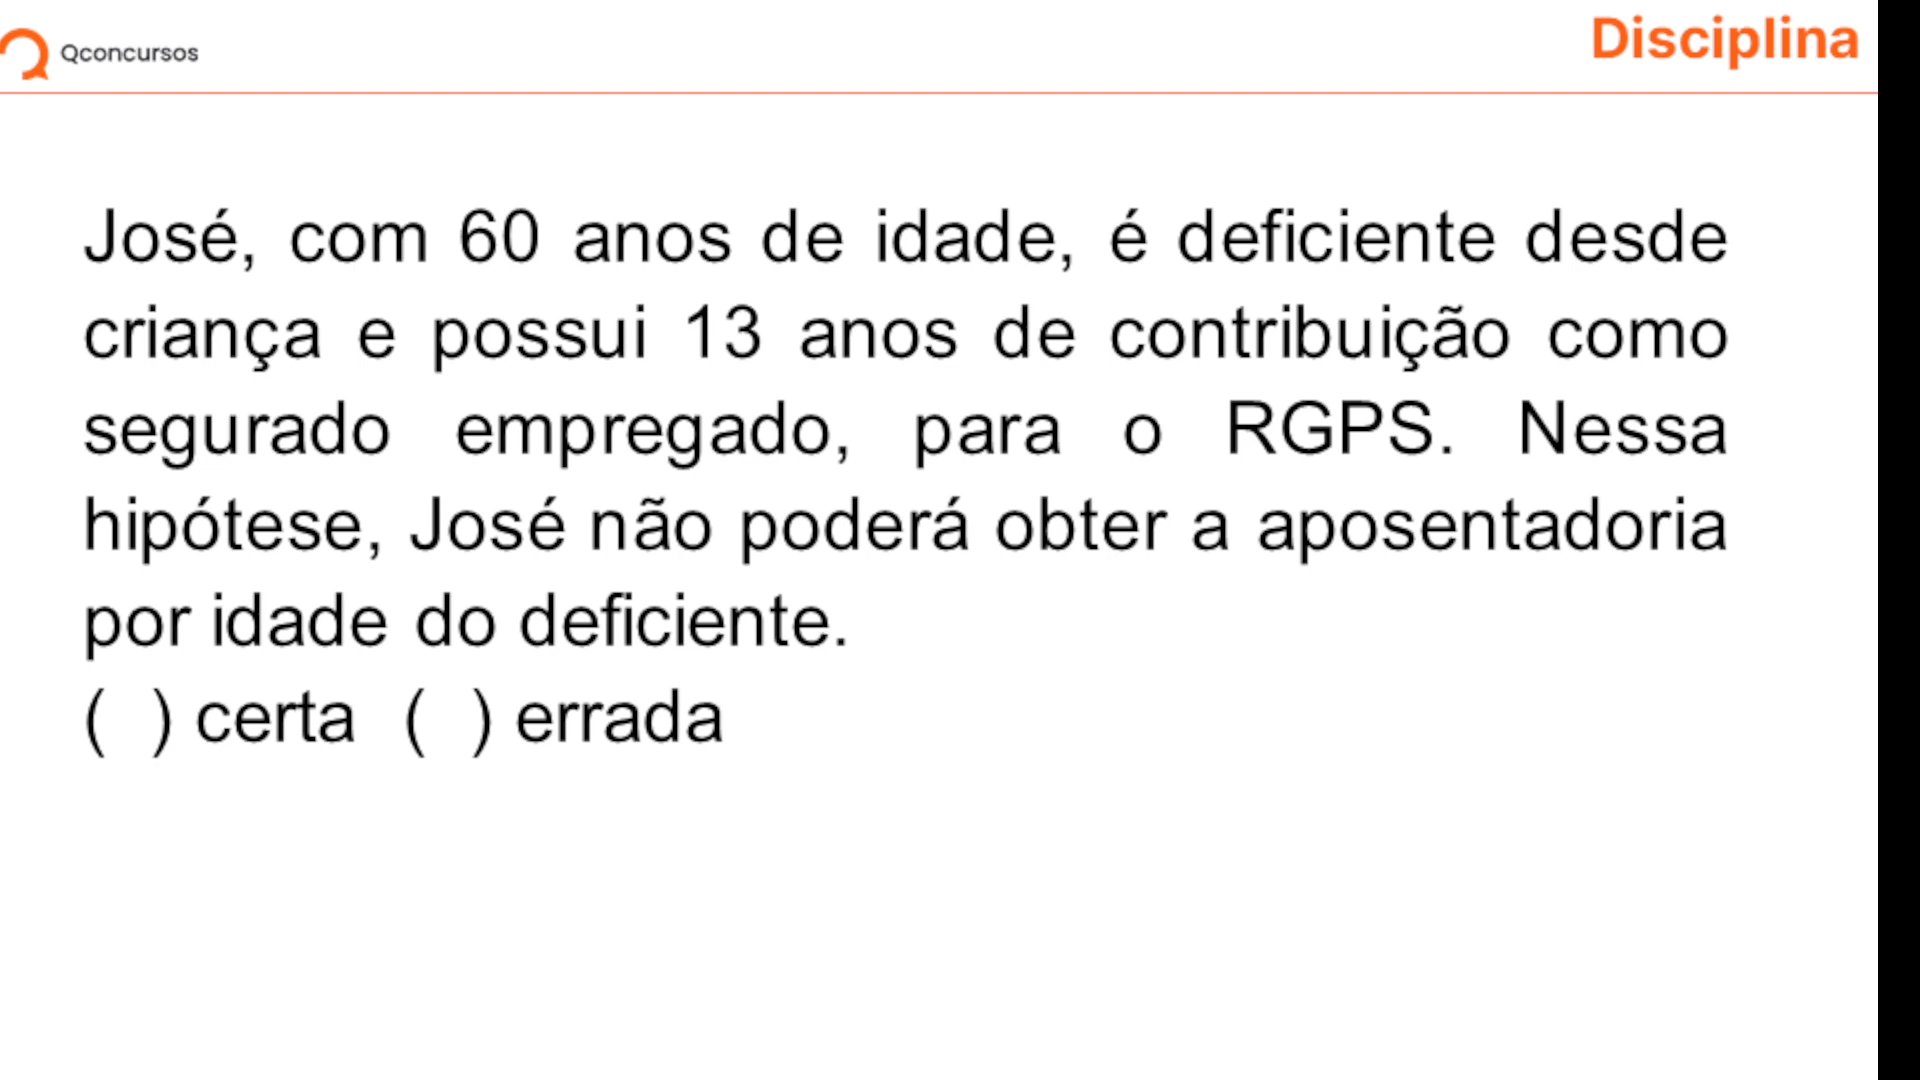 Qconcursos
Disciplina
José, com 60 anos de idade, é deficiente desde
criança e possui 13 anos de contribuição como
segurado empregado, para o RGPS. Nessa
hipótese, José não poderá obter a aposentadoria
por idade do deficiente.
( ) certa ( ) errada